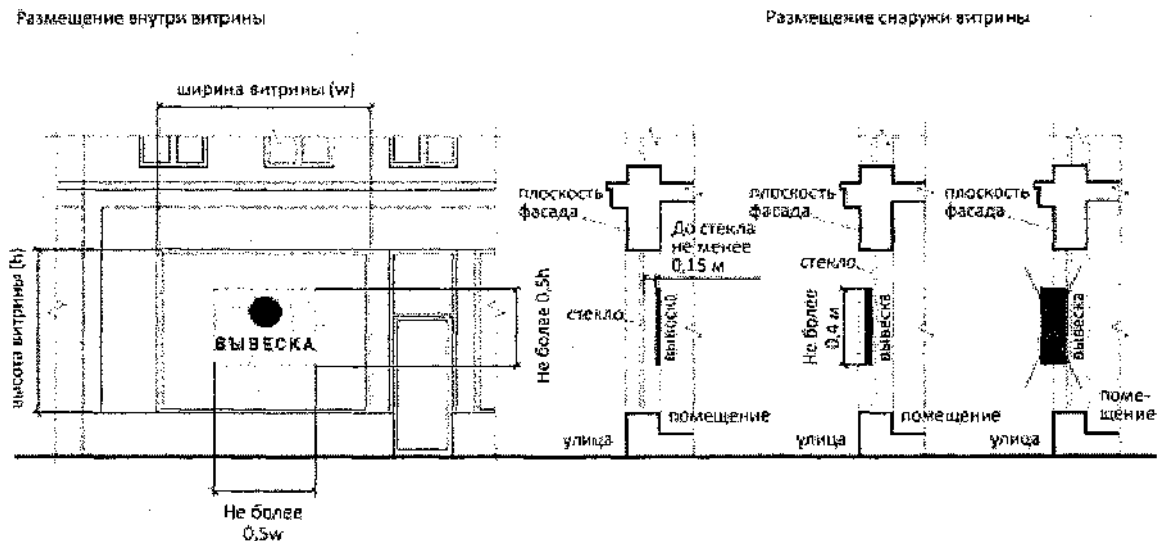 Размещение внутри витрины
Размещение снаружи витрины
ширина витрины (w)
высота витрины (h)
ВЫВЕСКА
Не более 0,5h
Не более
0,5w
плоскость
фасада
До стекла
не менее
0,15 м
стекло
вывеска
помещение
улица
плоскость
фасада
стекло
Не более
0,4 м
вывеска
помещение
улица
плоскость
фасада
вывеска
поме-
щение
улица